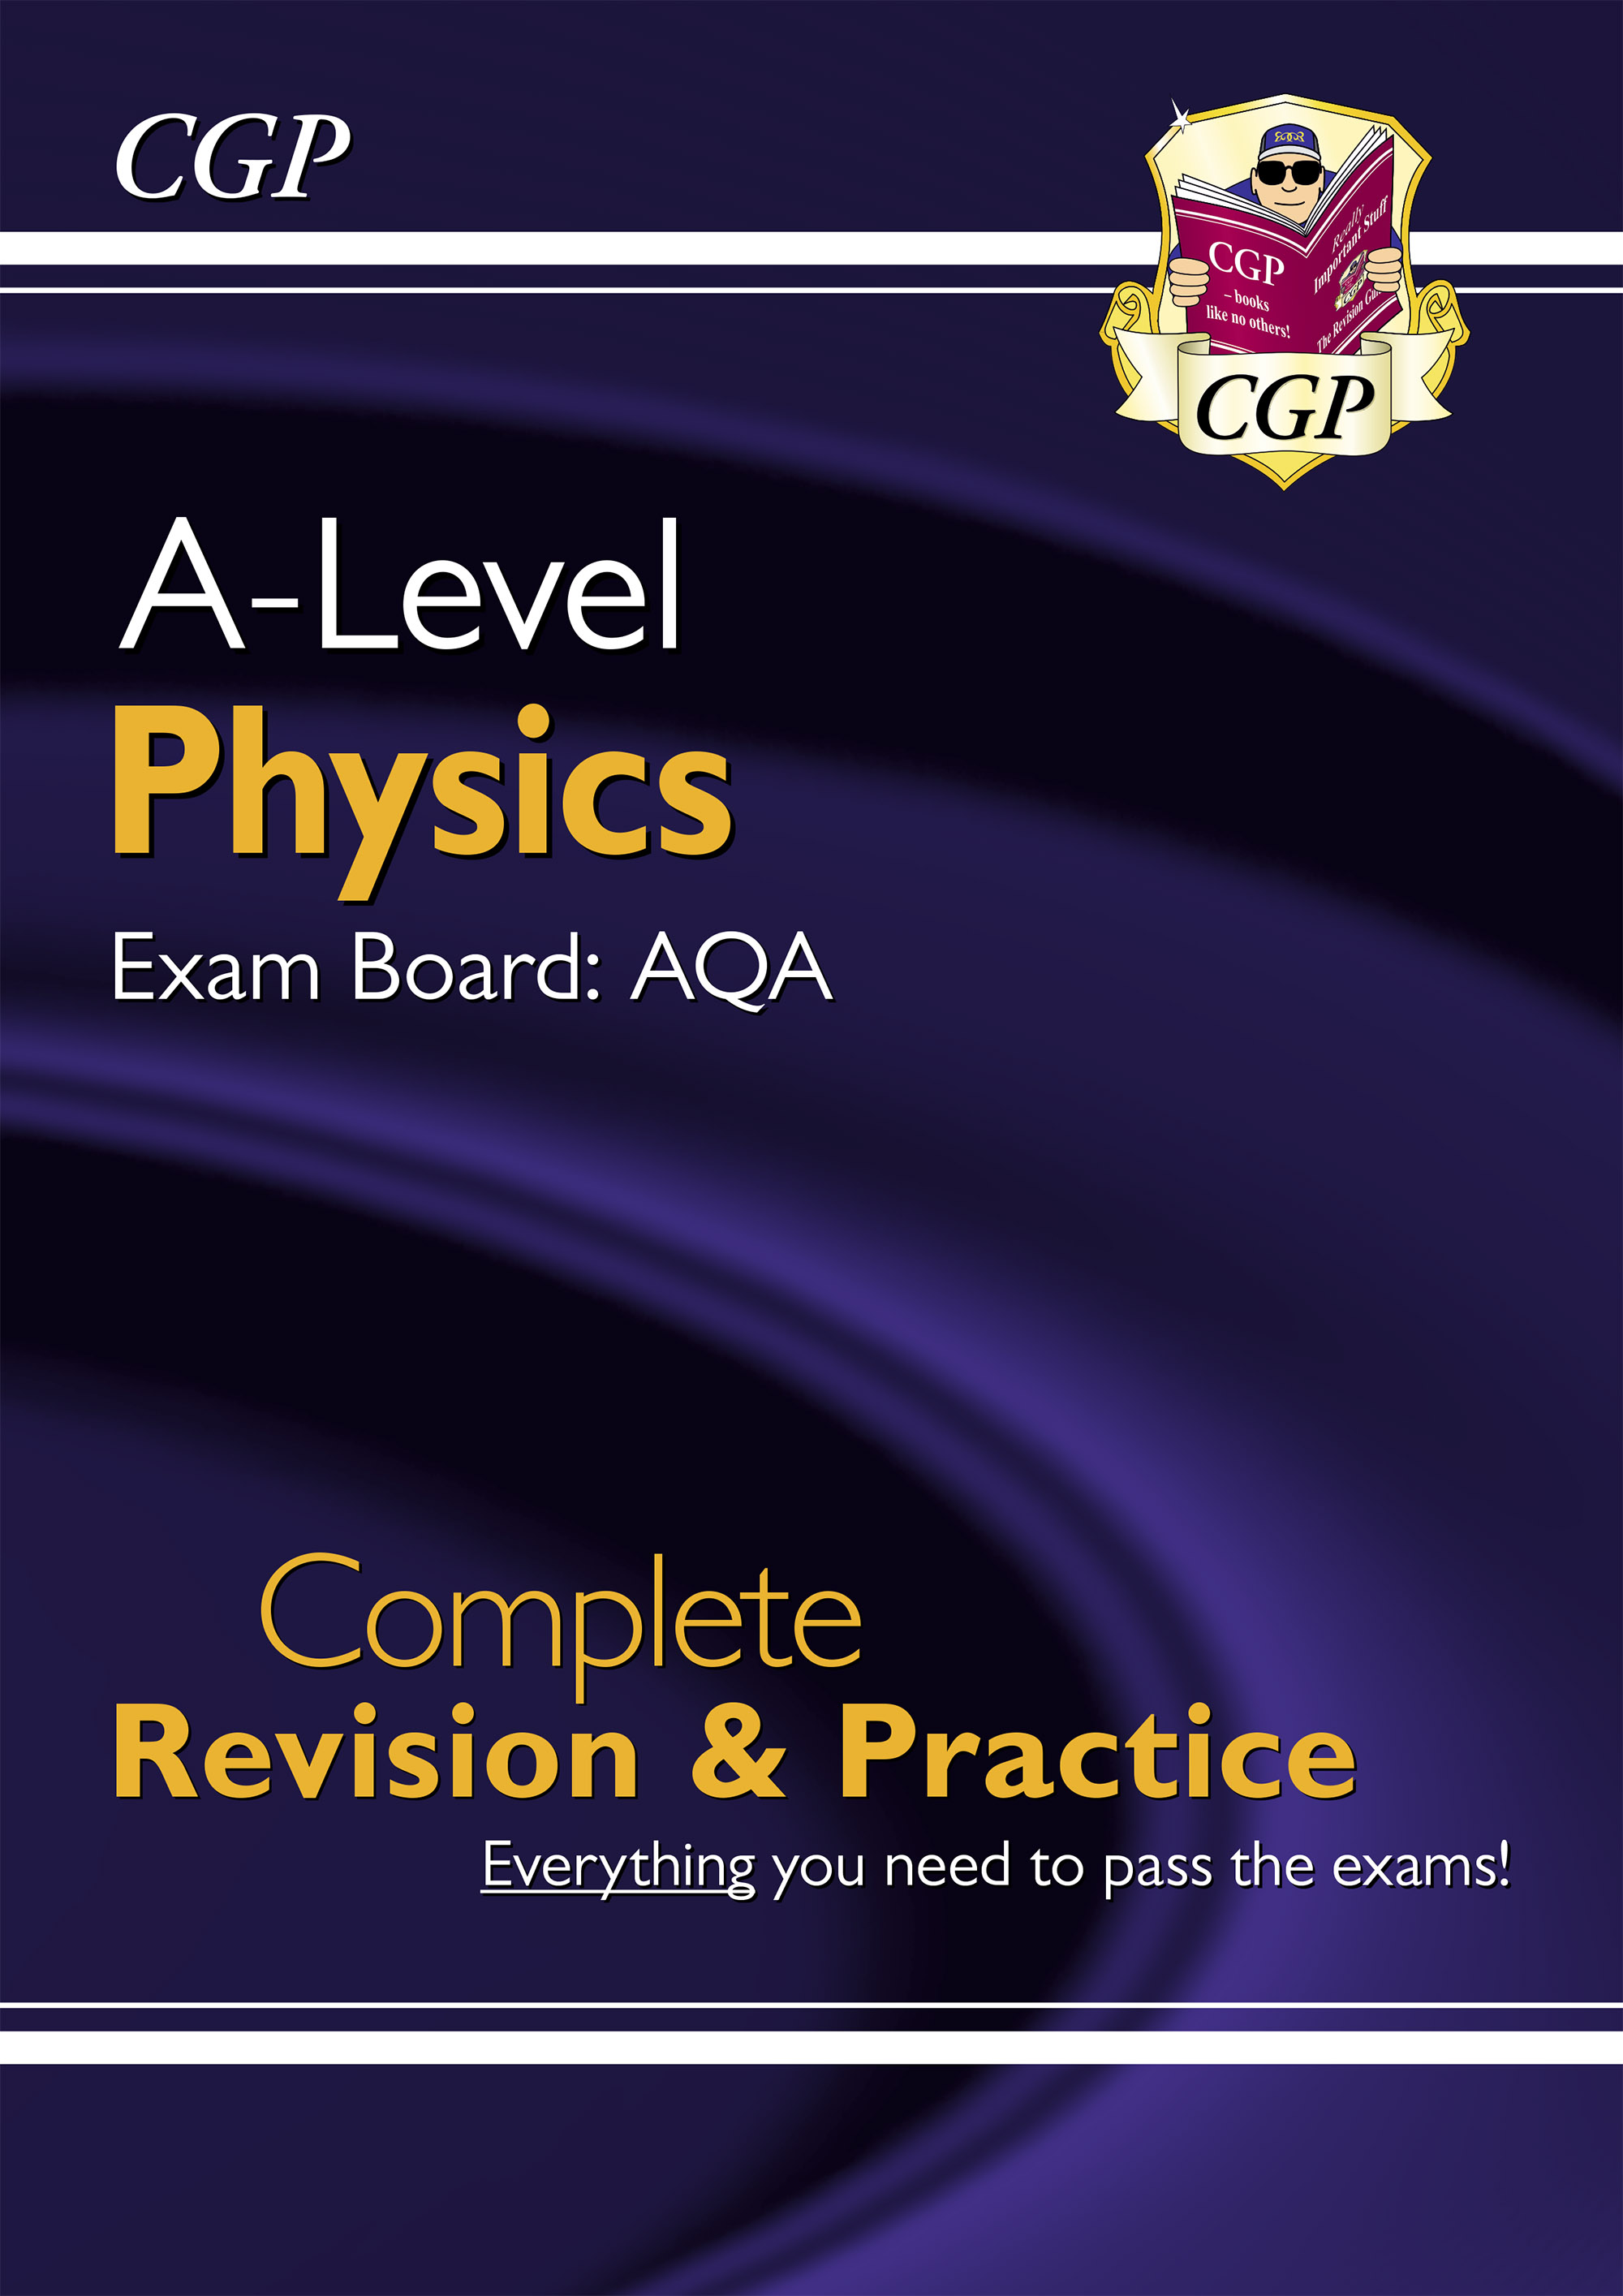 CGP
CGP
– books
like no others!
Really
Important Stuff
CGP
The Revision
CGP
A-Level
Physics
Exam Board: AQA
Complete
Revision & Practice
Everything you need to pass the exams!